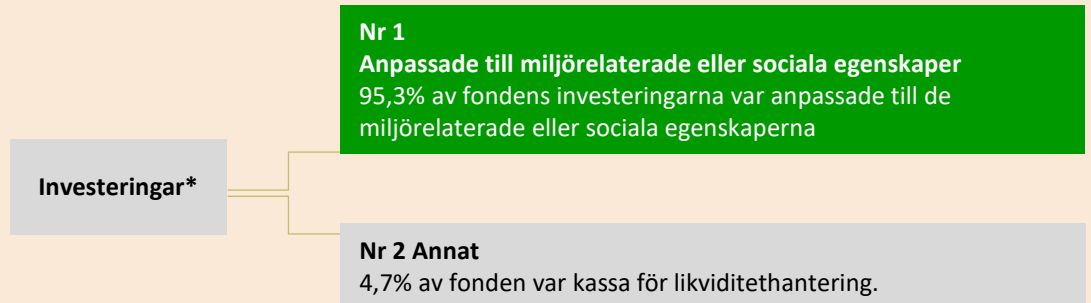 Nr 1
Anpassade till miljörelaterade eller sociala egenskaper
95,3% av fondens investeringarna var anpassade till de
miljörelaterade eller sociala egenskaperna
Investeringar*
Nr 2 Annat
4,7% av fonden var kassa för likviditethantering.